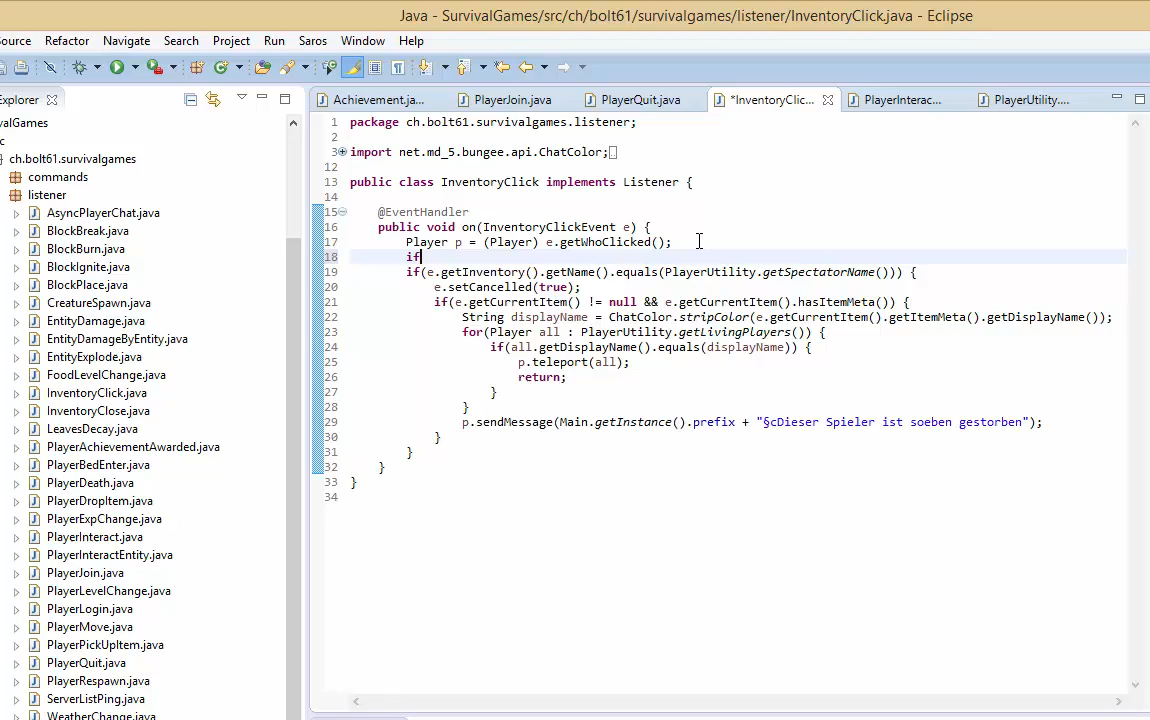 Java - SurvivalGames/src/ch/bolt61/survivalgames/listener/InventoryClick.java - Eclipse
Source Refactor Navigate Search Project Run Saros Window Help
Explorer
Achievement.ja... PlayerJoin.java PlayerQuit.java *InventoryClic... PlayerInterac... PlayerUtility....
valGames
c
ch.bolt61.survivalgames
commands
listener
AsyncPlayerChat.java
BlockBreak.java
BlockBurn.java
BlockIgnite.java
BlockPlace.java
CreatureSpawn.java
EntityDamage.java
EntityDamageByEntity.java
EntityExplode.java
FoodLevelChange.java
InventoryClick.java
InventoryClose.java
LeavesDecay.java
PlayerAchievementAwarded.java
PlayerBedEnter.java
PlayerDeath.java
PlayerDropItem.java
PlayerExpChange.java
PlayerInteract.java
PlayerInteractEntity.java
PlayerJoin.java
PlayerLevelChange.java
PlayerLogin.java
PlayerMove.java
PlayerPickUpItem.java
PlayerQuit.java
PlayerRespawn.java
ServerListPing.java
WeatherChange.java
1 package ch.bolt61.survivalgames.listener;
2
3 import net.md_5.bungee.api.ChatColor;
12
13 public class InventoryClick implements Listener {
14
15 @EventHandler
16 public void on(InventoryClickEvent e) {
17 Player p = (Player) e.getWhoClicked();
18 if
19 if(e.getInventory().getName().equals(PlayerUtility.getSpectatorName())) {
20 e.setCancelled(true);
21 if(e.getCurrentItem() != null && e.getCurrentItem().hasItemMeta()) {
22 String displayName = ChatColor.stripColor(e.getCurrentItem().getItemMeta().getDisplayName());
23 for(Player all : PlayerUtility.getLivingPlayers()) {
24 if(all.getDisplayName().equals(displayName)) {
25 p.teleport(all);
26 return;
27 }
28 }
29 p.sendMessage(Main.getInstance().prefix + "§cDieser Spieler ist soeben gestorben");
30 }
31 }
32 }
33 }
34